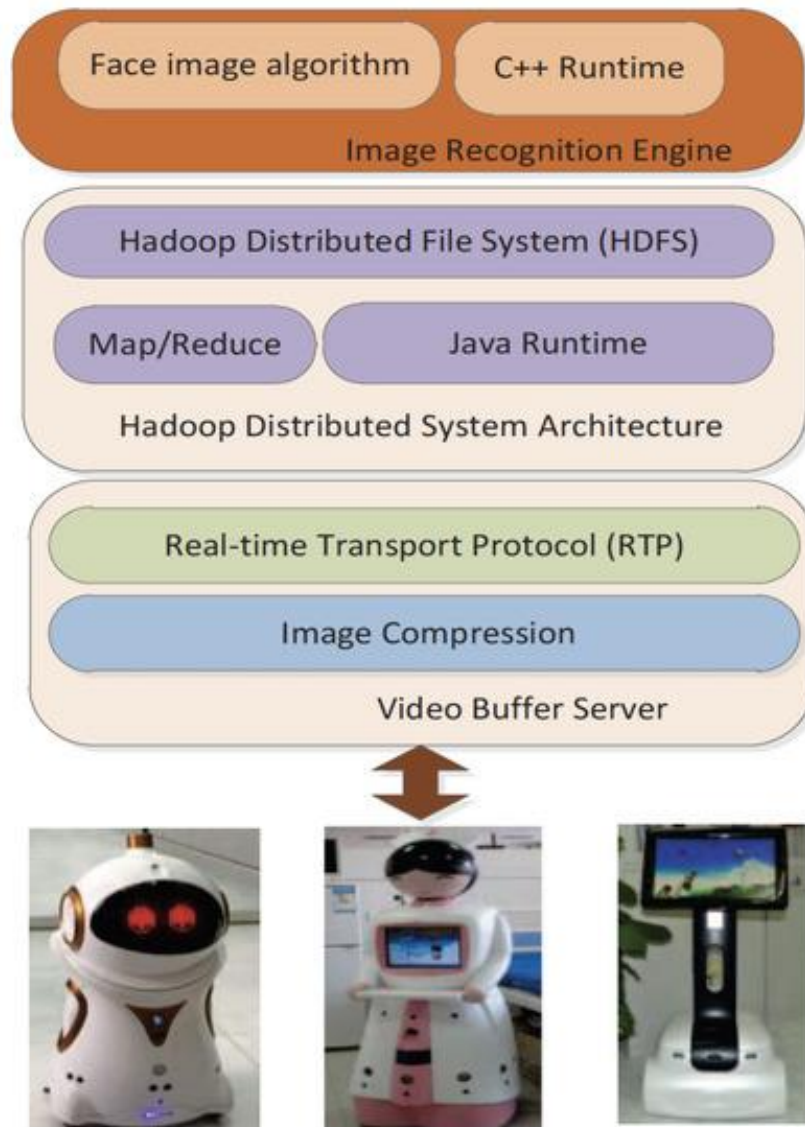 Face image algorithm
C++ Runtime
Image Recognition Engine
Hadoop Distributed File System (HDFS)
Map/Reduce
Java Runtime
Hadoop Distributed System Architecture
Real-time Transport Protocol (RTP)
Image Compression
Video Buffer Server